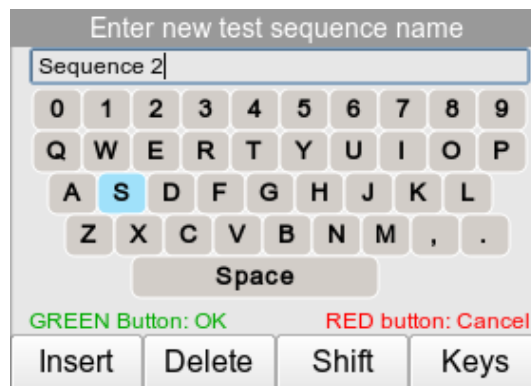 Enter new test sequence name
Sequence 2
0 1 2 3 4 5 6 7 8 9
Q W E R T Y U I O P
A S D F G H J K L
Z X C V B N M , .
Space
GREEN Button: OK RED button: Cancel
Insert Delete Shift Keys